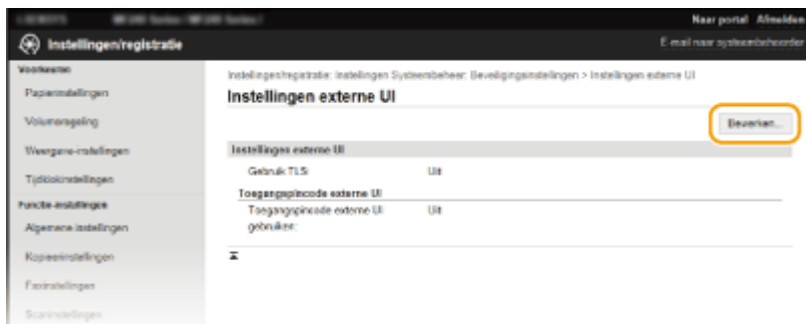 Naar portal Afmelden
Instellingen/registratie
E-mail naar systeembeheerder
Voorkeuren
Papierinstellingen
Volumeregeling
Weergave-instellingen
Tijdklokinstellingen
Functie-instellingen
Algemene instellingen
Kopieerinstellingen
Faxinstellingen
Scaninstellingen
Instellingen/registratie: Instellingen Systeembeheer: Beveiligingsinstellingen > Instellingen externe UI
Instellingen externe UI
Bewerken...
Instellingen externe UI
Gebruik TLS: Uit
Toegangspincode externe UI
Toegangspincode externe UI Uit
gebruiken: